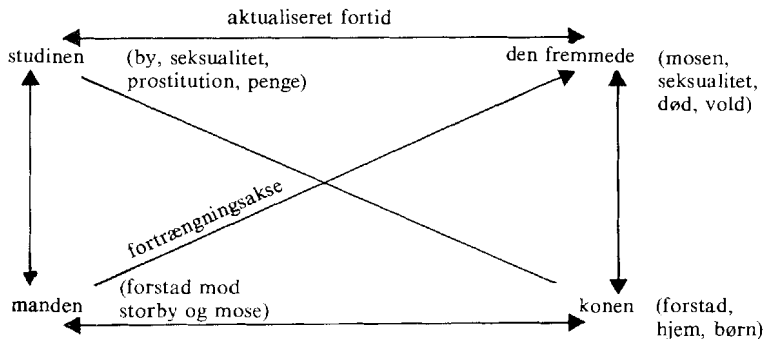 aktualiseret fortid
studinen
(by, seksualitet,
prostitution, penge)
den fremmede
(mosen,
seksualitet,
død, vold)
fortrængningsakse
manden
(forstad mod
storby og mose)
konen
(forstad,
hjem, børn)